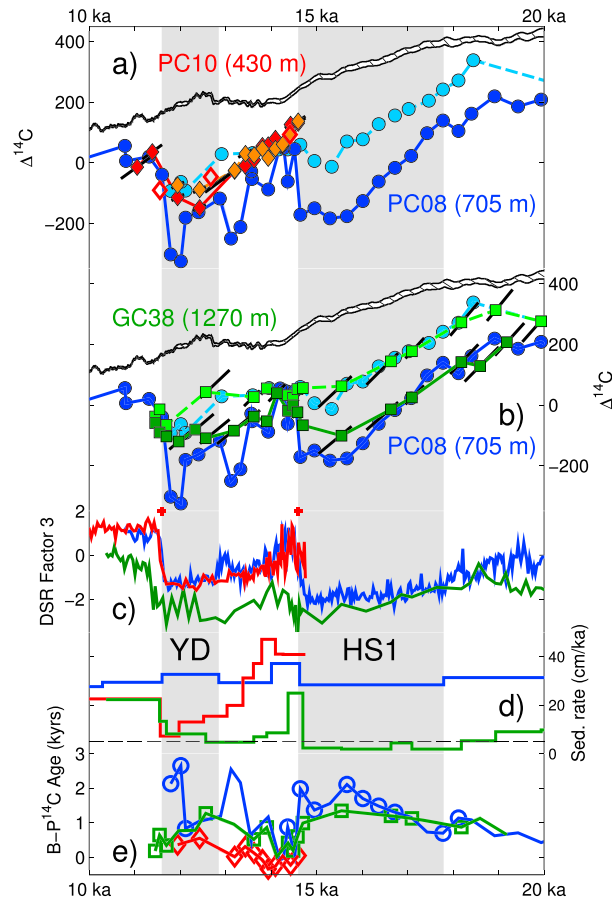 10 ka 15 ka 20 ka
400
200
0
−200
Δ14C
a)
PC10 (430 m)
PC08 (705 m)
400
200
0
−200
Δ14C
GC38 (1270 m)
b)
PC08 (705 m)
2
0
−2
DSR Factor 3
c)
YD HS1
40
20
0
Sed. rate (cm/ka)
d)
3
2
1
0
B−P14C Age (kyrs)
e)
10 ka 15 ka 20 ka